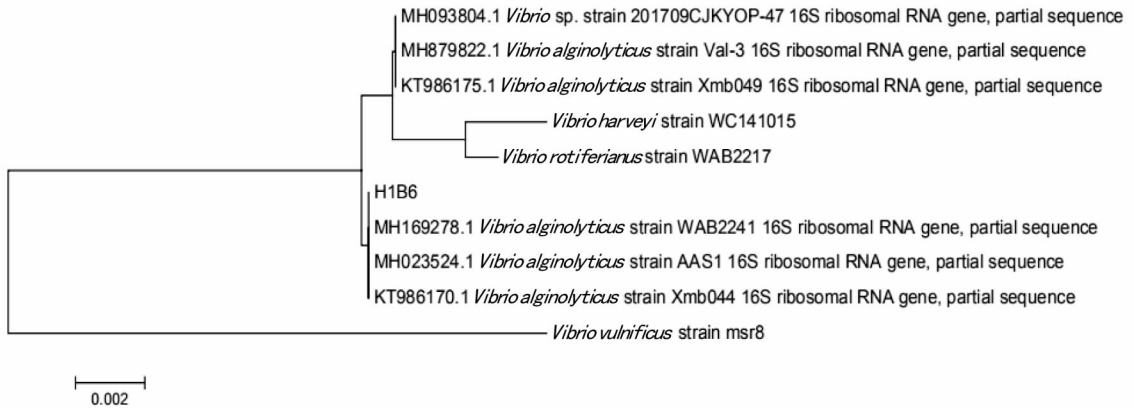 MH093804.1 Vibrio sp. strain 201709CJKYOP-47 16S ribosomal RNA gene, partial sequence
MH879822.1 Vibrio alginolyticus strain Val-3 16S ribosomal RNA gene, partial sequence
KT986175.1 Vibrio alginolyticus strain Xmb049 16S ribosomal RNA gene, partial sequence
Vibrio harveyi strain WC141015
Vibrio rotiferianus strain WAB2217
H1B6
MH169278.1 Vibrio alginolyticus strain WAB2241 16S ribosomal RNA gene, partial sequence
MH023524.1 Vibrio alginolyticus strain AAS1 16S ribosomal RNA gene, partial sequence
KT986170.1 Vibrio alginolyticus strain Xmb044 16S ribosomal RNA gene, partial sequence
Vibrio vulnificus strain msr8
0.002